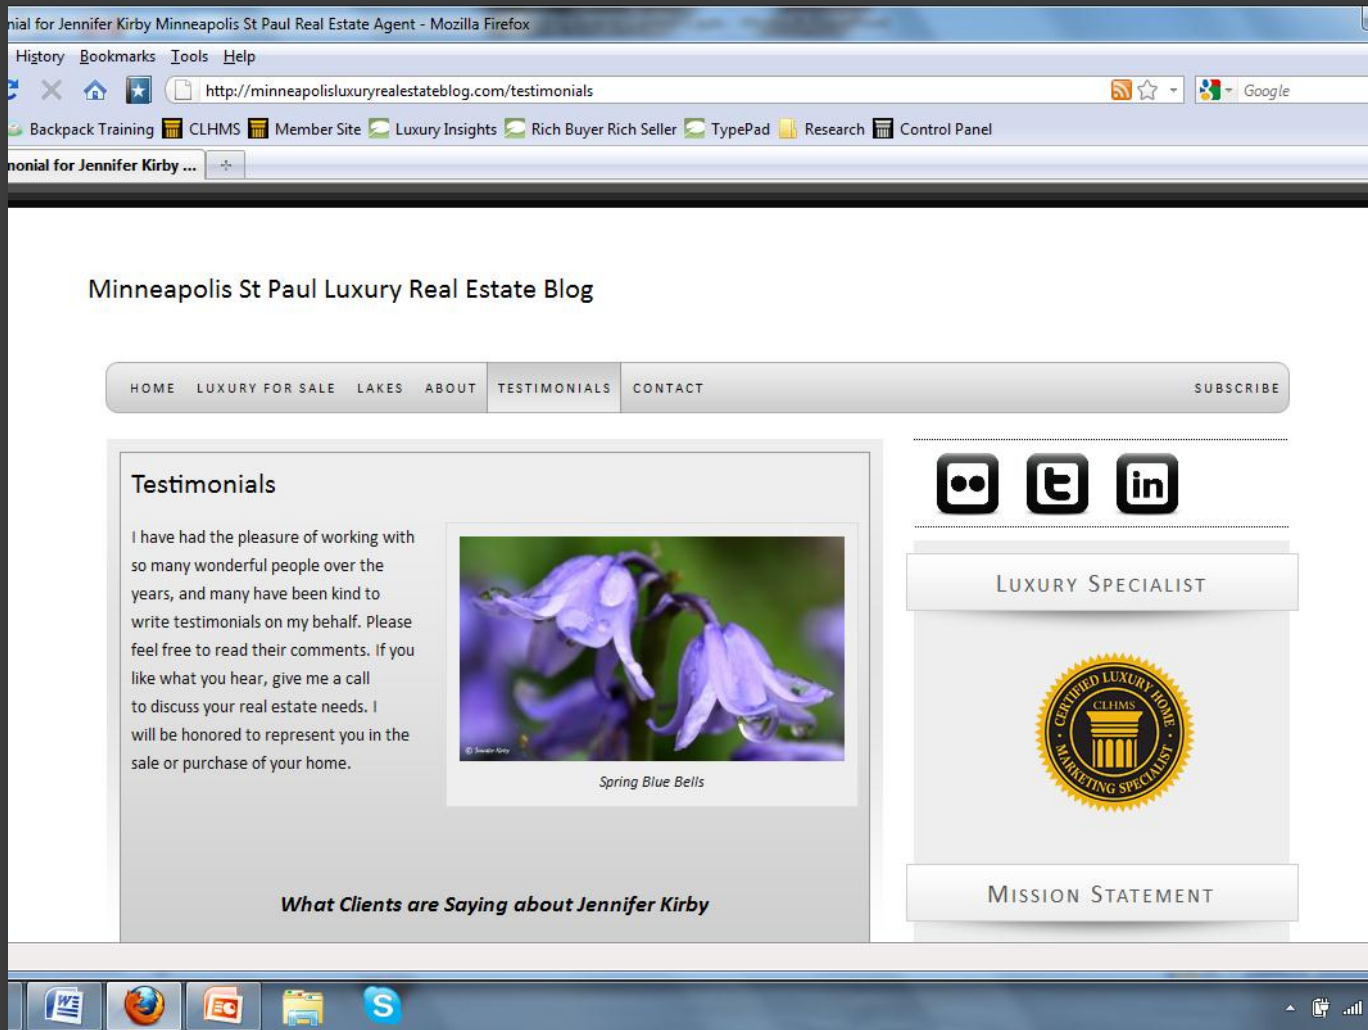 nial for Jennifer Kirby Minneapolis St Paul Real Estate Agent - Mozilla Firefox
History Bookmarks Tools Help
http://minneapolisluxuryrealestateblog.com/testimonials
Google
Backpack Training CLHMS Member Site Luxury Insights Rich Buyer Rich Seller TypePad Research Control Panel
nonial for Jennifer Kirby ...
Minneapolis St Paul Luxury Real Estate Blog
HOME LUXURY FOR SALE LAKES ABOUT TESTIMONIALS CONTACT SUBSCRIBE
Testimonials
I have had the pleasure of working with
so many wonderful people over the
years, and many have been kind to
write testimonials on my behalf. Please
feel free to read their comments. If you
like what you hear, give me a call
to discuss your real estate needs. I
will be honored to represent you in the
sale or purchase of your home.
© Jennifer Kirby
Spring Blue Bells
What Clients are Saying about Jennifer Kirby
in
LUXURY SPECIALIST
CERTIFIED LUXURY HOME
CLHMS
MARKETING SPECIALIST
MISSION STATEMENT